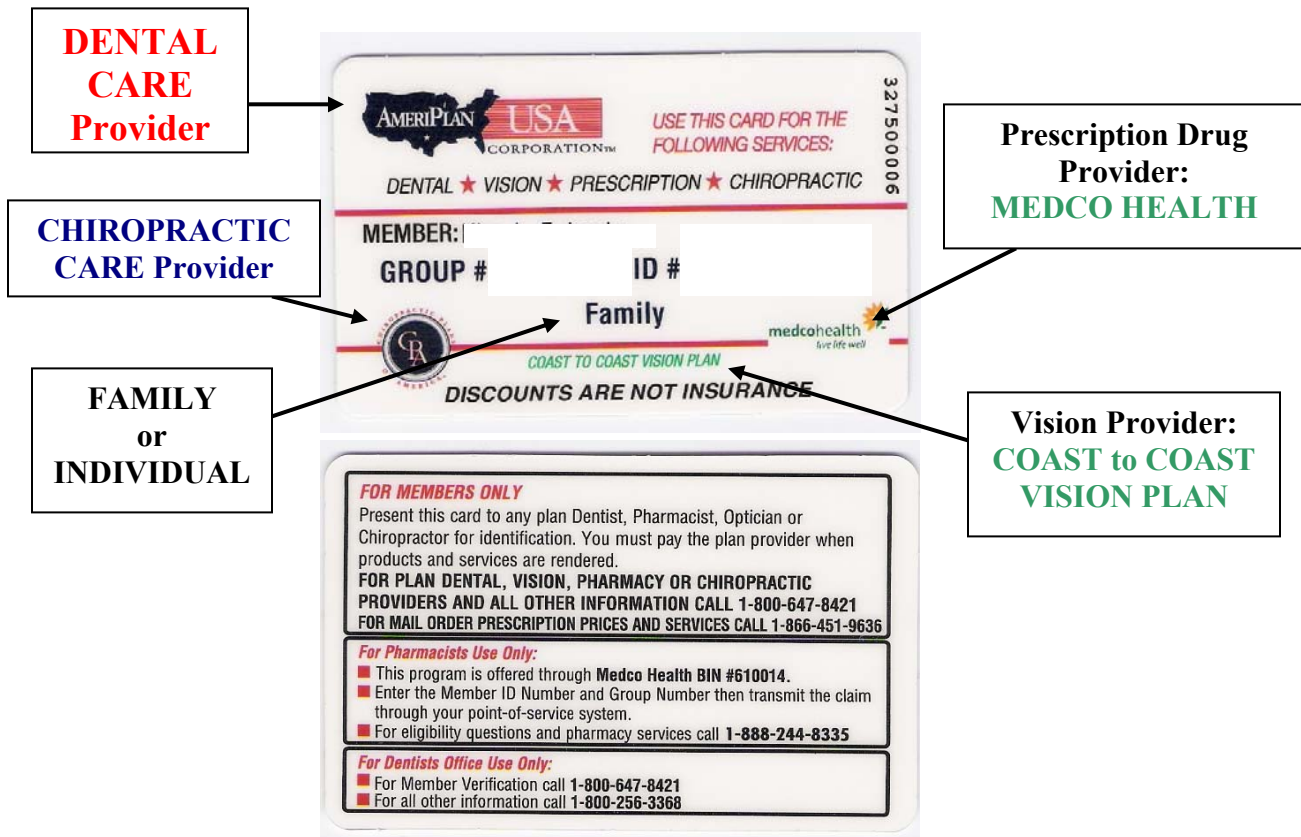 DENTAL
CARE
Provider
AMERIPLAN USA
CORPORATION™
USE THIS CARD FOR THE
FOLLOWING SERVICES:
327500006
DENTAL ★ VISION ★ PRESCRIPTION ★ CHIROPRACTIC
Prescription Drug
Provider:
MEDCO HEALTH
CHIROPRACTIC
CARE Provider
MEMBER:
GROUP # ID #
Family
CHIROPRACTIC PLANS
OF AMERICA
CPA
medcohealth
live life well
COAST TO COAST VISION PLAN
DISCOUNTS ARE NOT INSURANCE
FAMILY
or
INDIVIDUAL
Vision Provider:
COAST to COAST
VISION PLAN
FOR MEMBERS ONLY
Present this card to any plan Dentist, Pharmacist, Optician or
Chiropractor for identification. You must pay the plan provider when
products and services are rendered.
FOR PLAN DENTAL, VISION, PHARMACY OR CHIROPRACTIC
PROVIDERS AND ALL OTHER INFORMATION CALL 1-800-647-8421
FOR MAIL ORDER PRESCRIPTION PRICES AND SERVICES CALL 1-866-451-9636
For Pharmacists Use Only:
■ This program is offered through Medco Health BIN #610014.
■ Enter the Member ID Number and Group Number then transmit the claim
through your point-of-service system.
■ For eligibility questions and pharmacy services call 1-888-244-8335
For Dentists Office Use Only:
■ For Member Verification call 1-800-647-8421
■ For all other information call 1-800-256-3368